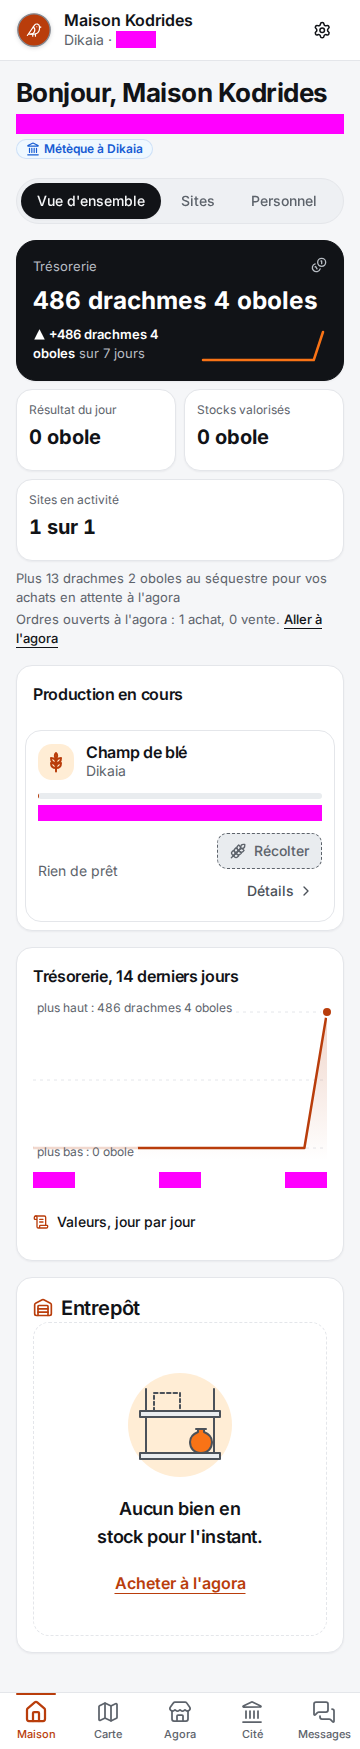 Maison Kodrides
Dikaia ·
Bonjour, Maison Kodrides
Métèque à Dikaia
Vue d'ensemble
Sites
Personnel
Trésorerie
486 drachmes 4 oboles
▲ +486 drachmes 4
oboles sur 7 jours
Résultat du jour
0 obole
Stocks valorisés
0 obole
Sites en activité
1 sur 1
Plus 13 drachmes 2 oboles au séquestre pour vos
achats en attente à l'agora
Ordres ouverts à l'agora : 1 achat, 0 vente. Aller à
l'agora
Production en cours
Champ de blé
Dikaia
Rien de prêt
Récolter
Détails
Trésorerie, 14 derniers jours
plus haut : 486 drachmes 4 oboles
plus bas : 0 obole
Valeurs, jour par jour
Entrepôt
Aucun bien en
stock pour l'instant.
Acheter à l'agora
Maison
Carte
Agora
Cité
Messages